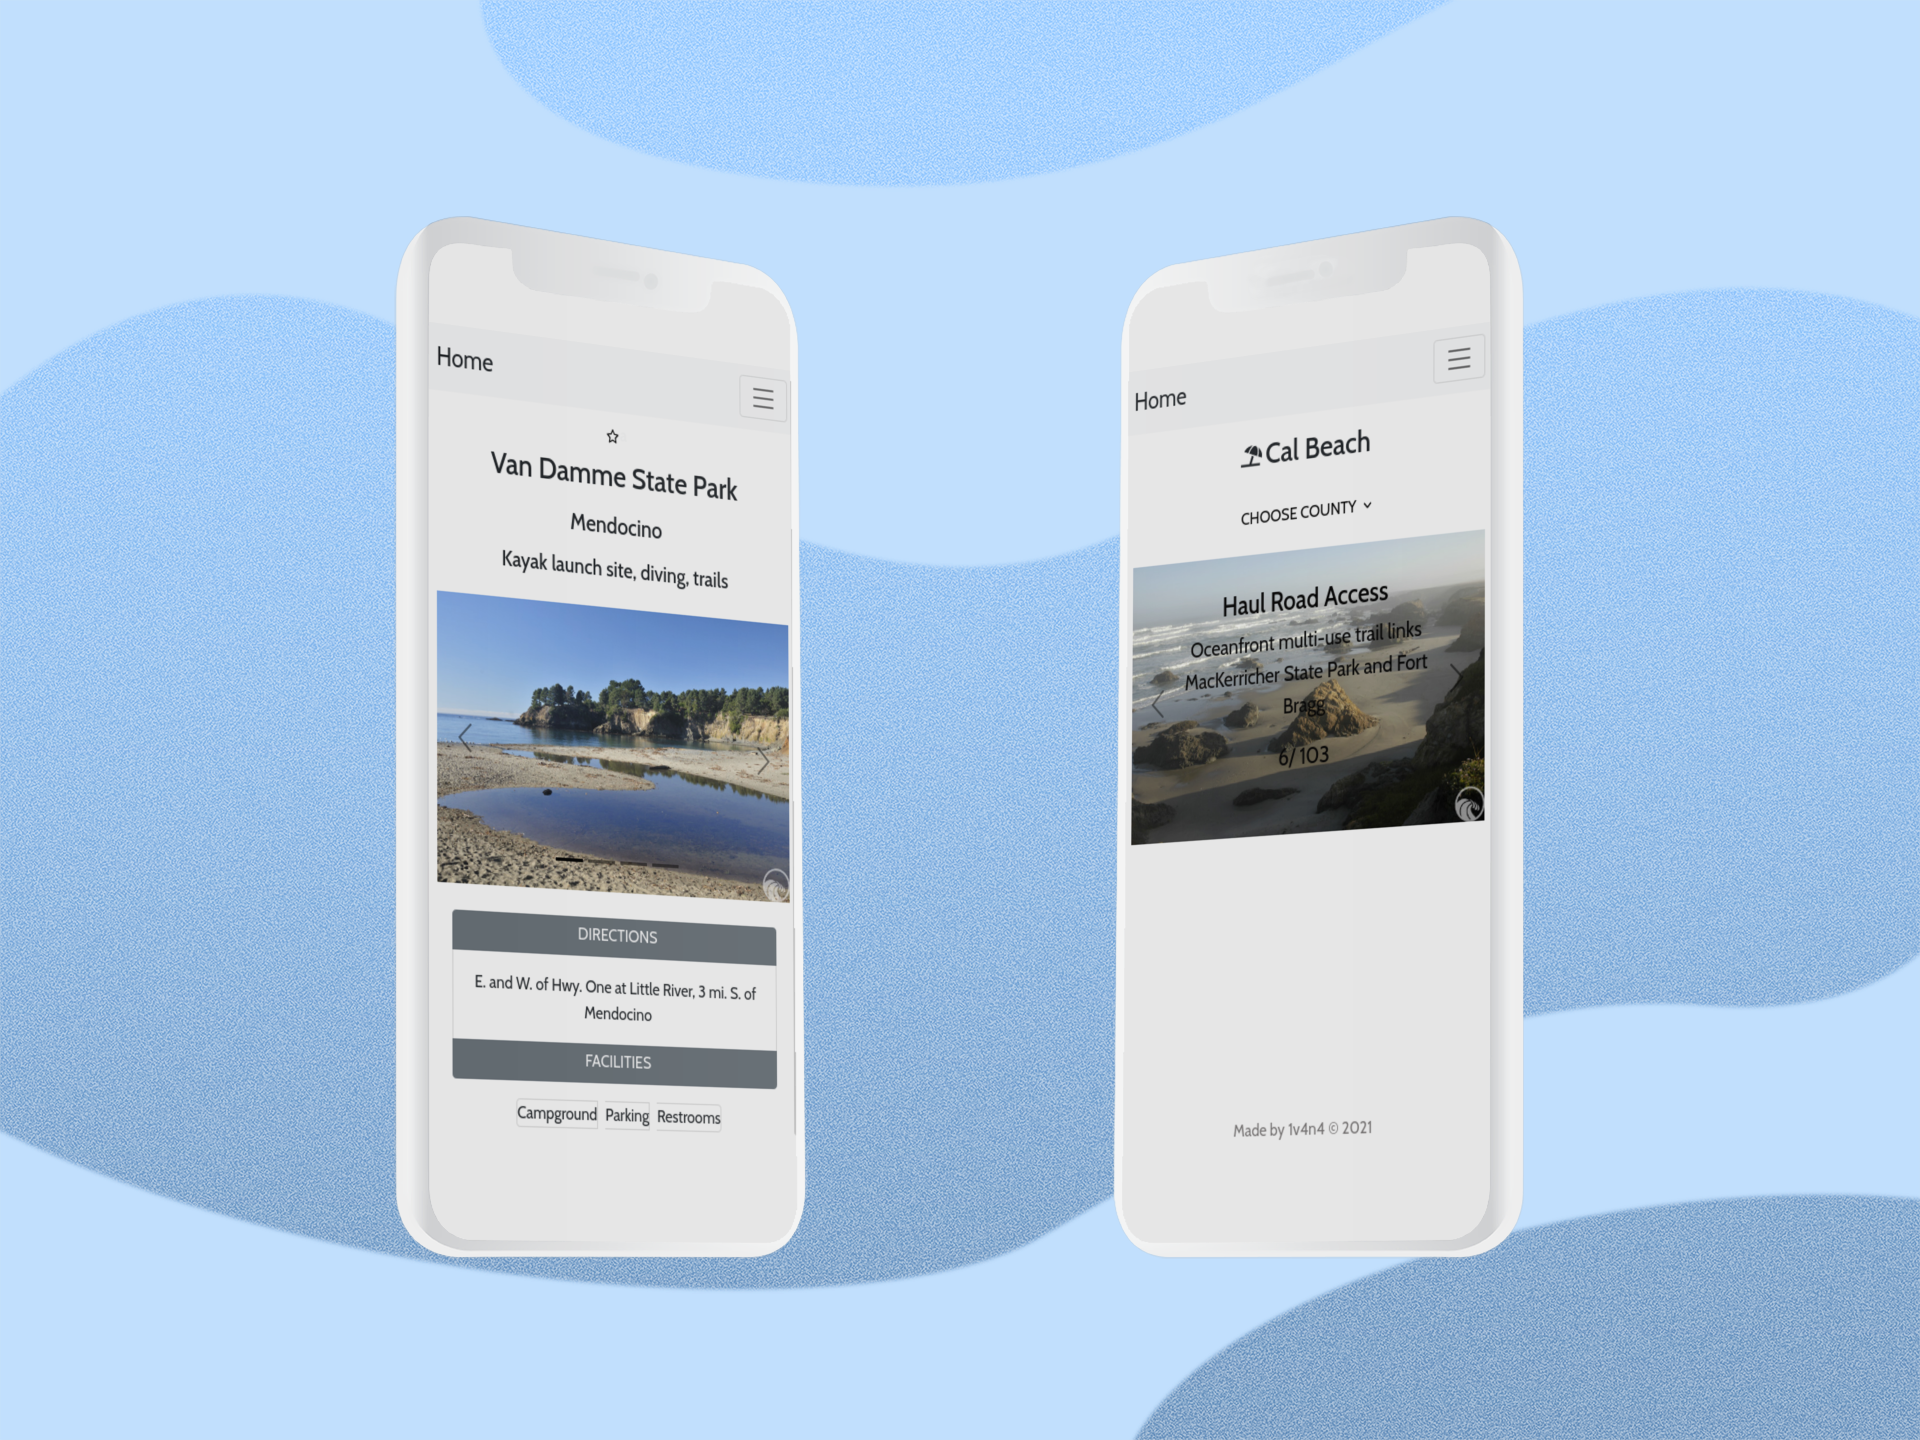 Home
Van Damme State Park
Mendocino
Kayak launch site, diving, trails
DIRECTIONS
E. and W. of Hwy. One at Little River, 3 mi. S. of
Mendocino
FACILITIES
Campground Parking Restrooms
Home
Cal Beach
CHOOSE COUNTY
Haul Road Access
Oceanfront multi-use trail links
MacKerricher State Park and Fort
Bragg
6/ 103
Made by 1v4n4 © 2021